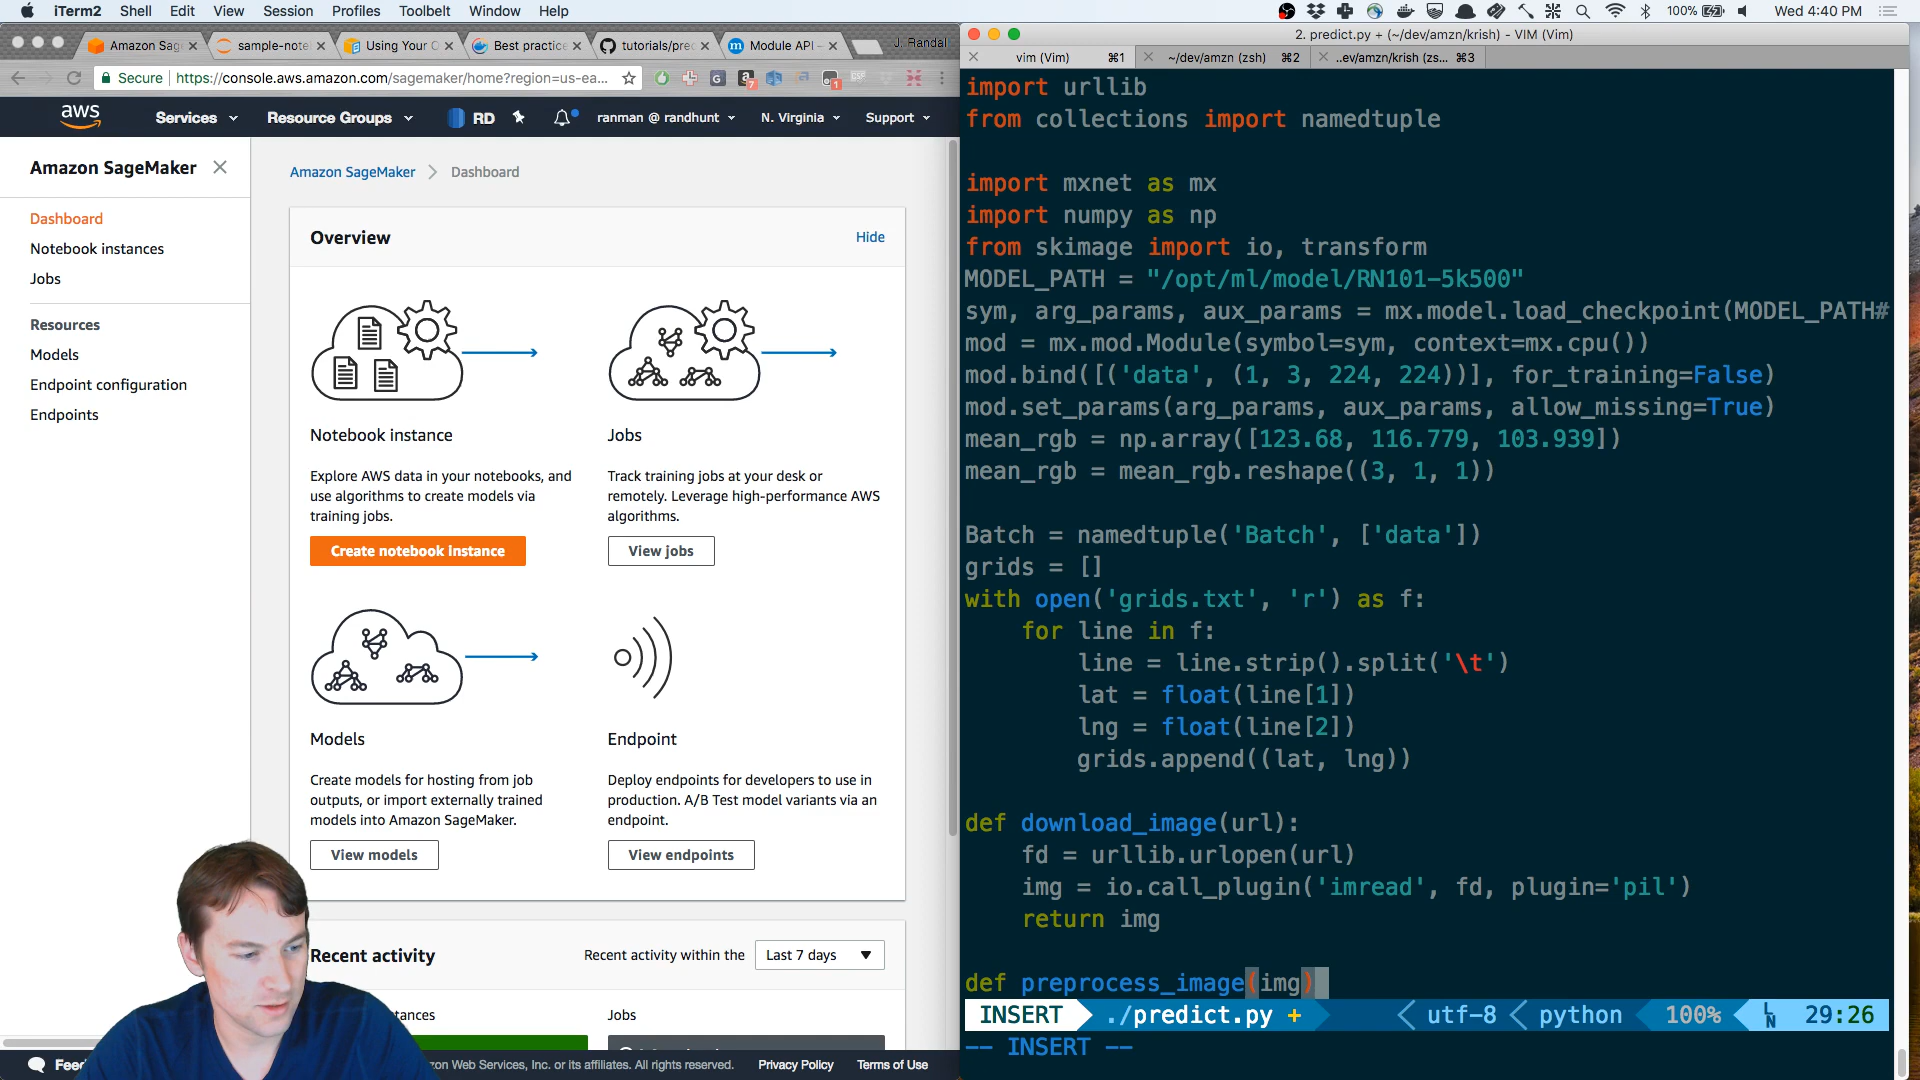 iTerm2 Shell Edit View Session Profiles Toolbelt Window Help 100% Wed 4:40 PM
Amazon Sag sample-note Using Your C Best practice tutorials/pred Module API – J. Randal
Secure https://console.aws.amazon.com/sagemaker/home?region=us-ea...
aws Services Resource Groups RD ranman @ randhunt N. Virginia Support
Amazon SageMaker
Dashboard
Notebook instances
Jobs
Resources
Models
Endpoint configuration
Endpoints
Amazon SageMaker Dashboard
Overview Hide
Notebook instance
Explore AWS data in your notebooks, and
use algorithms to create models via
training jobs.
Create notebook instance
Jobs
Track training jobs at your desk or
remotely. Leverage high-performance AWS
algorithms.
View jobs
Models
Create models for hosting from job
outputs, or import externally trained
models into Amazon SageMaker.
View models
Endpoint
Deploy endpoints for developers to use in
production. A/B Test model variants via an
endpoint.
View endpoints
Recent activity Recent activity within the Last 7 days
tances Jobs
Feed
zon Web Services, Inc. or its affiliates. All rights reserved. Privacy Policy Terms of Use
2. predict.py + (~/dev/amzn/krish) - VIM (Vim)
vim (Vim) ⌘1 ~/dev/amzn (zsh) ⌘2 ..ev/amzn/krish (zs... ⌘3
import urllib
from collections import namedtuple
import mxnet as mx
import numpy as np
from skimage import io, transform
MODEL_PATH = "/opt/ml/model/RN101-5k500"
sym, arg_params, aux_params = mx.model.load_checkpoint(MODEL_PATH#
mod = mx.mod.Module(symbol=sym, context=mx.cpu())
mod.bind([('data', (1, 3, 224, 224))], for_training=False)
mod.set_params(arg_params, aux_params, allow_missing=True)
mean_rgb = np.array([123.68, 116.779, 103.939])
mean_rgb = mean_rgb.reshape((3, 1, 1))
Batch = namedtuple('Batch', ['data'])
grids = []
with open('grids.txt', 'r') as f:
for line in f:
line = line.strip().split('\t')
lat = float(line[1])
lng = float(line[2])
grids.append((lat, lng))
def download_image(url):
fd = urllib.urlopen(url)
img = io.call_plugin('imread', fd, plugin='pil')
return img
def preprocess_image(img)
INSERT ./predict.py + utf-8 python 100% LN 29:26
-- INSERT --